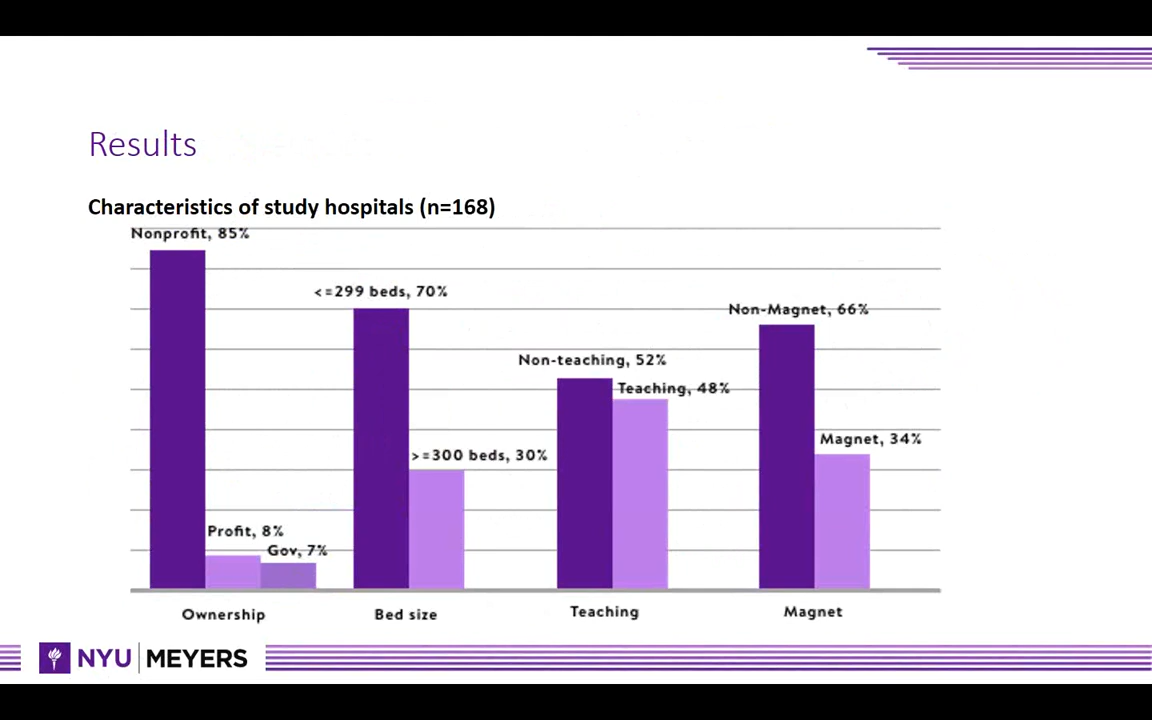 Results
Characteristics of study hospitals (n=168)
Nonprofit, 85%
<=299 beds, 70%
Non-Magnet, 66%
Non-teaching, 52%
Teaching, 48%
Magnet, 34%
>=300 beds, 30%
Profit, 8%
Gov, 7%
Ownership
Bed size
Teaching
Magnet
NYU MEYERS